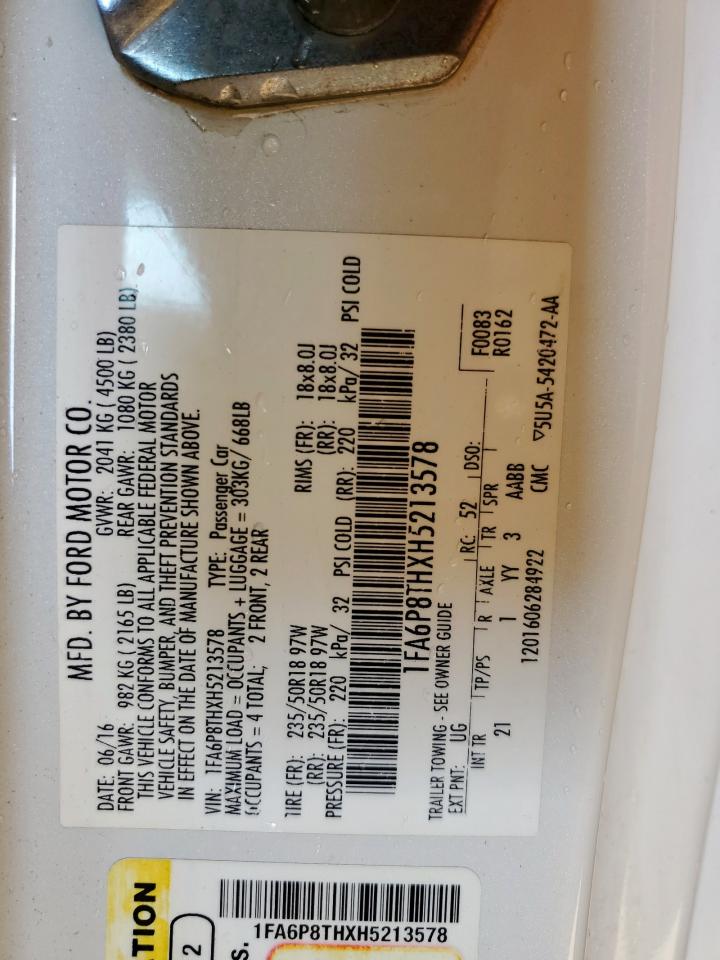 MFD. BY FORD MOTOR CO.
DATE: 06/16 GVWR: 2041 KG ( 4500 LB)
FRONT GAWR: 982 KG ( 2165 LB) REAR GAWR: 1080 KG ( 2380 LB)
THIS VEHICLE CONFORMS TO ALL APPLICABLE FEDERAL MOTOR
VEHICLE SAFETY, BUMPER, AND THEFT PREVENTION STANDARDS
IN EFFECT ON THE DATE OF MANUFACTURE SHOWN ABOVE.
VIN: 1FA6P8THXH5213578 TYPE: Passenger Car
MAXIMUM LOAD = OCCUPANTS + LUGGAGE = 303KG/ 668LB
OCCUPANTS = 4 TOTAL; 2 FRONT, 2 REAR
TIRE (FR): 235/50R18 97W RIMS (FR): 18x8.0J
(RR): 235/50R18 97W (RR): 18x8.0J
PRESSURE (FR): 220 kPa/ 32 PSI COLD (RR): 220 kPa/ 32 PSI COLD
1FA6P8THXH5213578
TRAILER TOWING - SEE OWNER GUIDE
EXT PNT: UG RC: 52 DSO: F0083
INT TR TP/PS R AXLE TR SPR R0162
21 1 YY 3 AABB
1201606284922 CMC ▽5U5A-5420472-AA
TION
2
S.
1FA6P8THXH5213578